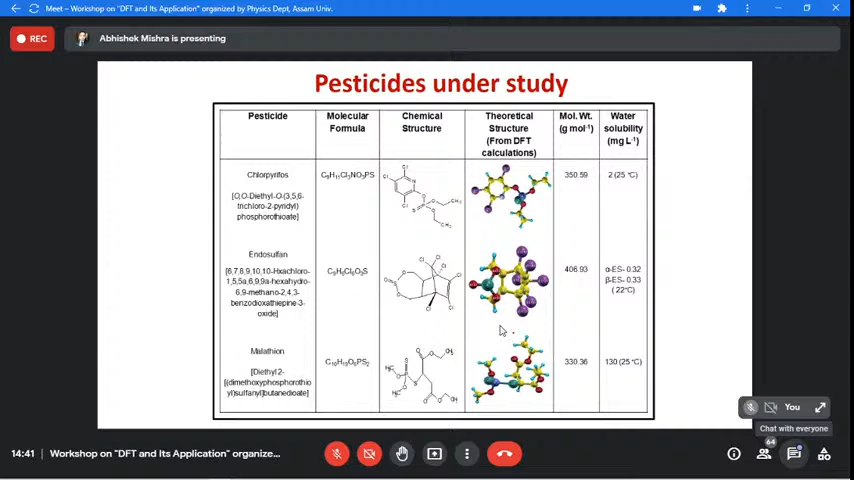 Meet – Workshop on "DFT and Its Application" organized by Physics Dept, Assam Univ.
REC
Abhishek Mishra is presenting
Pesticides under study
Pesticide
Molecular
Formula
Chemical
Structure
Theoretical
Structure
(From DFT
calculations)
Mol. Wt.
(g mol-1)
Water
solubility
(mg L-1)
Chlorpyrifos
[O,O-Diethyl-O-(3,5,6-
trichloro-2-pyridyl)
phosphorothioate]
C9H11Cl3NO3PS
350.59
2 (25 °C)
Endosulfan
[6,7,8,9,10,10-Hxachloro-
1,5,5a,6,9,9a-hexahydro-
6,9-methano-2,4,3-
benzodioxathiepine-3-
oxide]
C9H6Cl6O3S
406.93
α-ES- 0.32
β-ES- 0.33
( 22°C)
Malathion
[Diethyl 2-
[(dimethoxyphosphorothio
yl)sulfanyl]butanedioate]
C10H19O6PS2
330.36
130 (25 °C)
You
Chat with everyone
64
14:41
Workshop on "DFT and Its Application" organize...